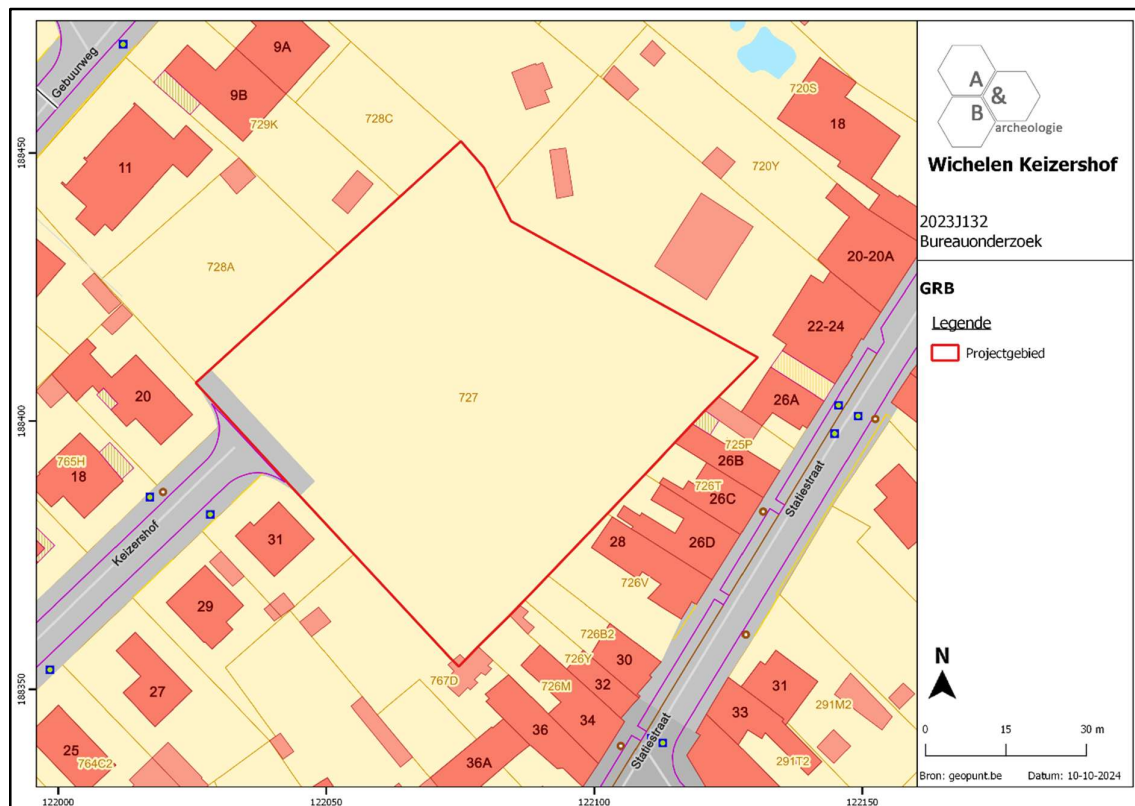 Gebuurweg
9A
9B
729K
728C
11
728A
720S
18
720Y
20-20A
22-24
26A
725P
26B
726T
26C
26D
28
726V
Statiestraat
727
20
765H
18
Keizershof
31
29
27
25
764C2
767D
726B2
726Y
726M
30
32
34
36
36A
Statiestraat
31
33
291M2
291T2
188450
188400
188350
122000
122050
122100
122150
A
&
B
archeologie
Wichelen Keizershof
2023J132
Bureauonderzoek
GRB
Legende
Projectgebied
N
0 15 30 m
Bron: geopunt.be Datum: 10-10-2024